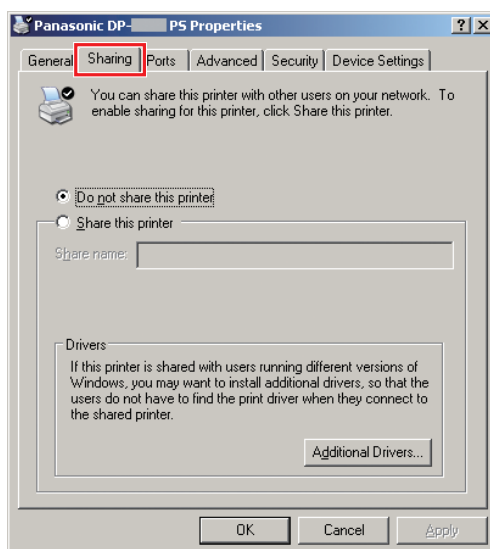 Panasonic DP- PS Properties
General Sharing Ports Advanced Security Device Settings
You can share this printer with other users on your network. To
enable sharing for this printer, click Share this printer.
Do not share this printer
Share this printer
Share name:
Drivers
If this printer is shared with users running different versions of
Windows, you may want to install additional drivers, so that the
users do not have to find the print driver when they connect to
the shared printer.
Additional Drivers...
OK Cancel Apply